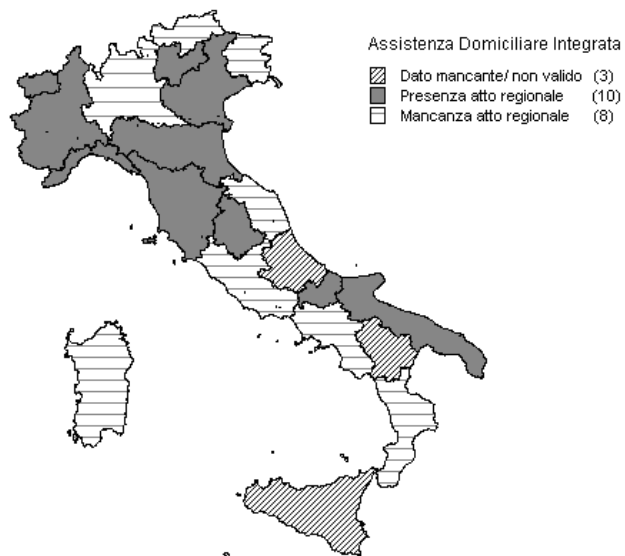 Assistenza Domiciliare Integrata
Dato mancante/ non valido (3)
Presenza atto regionale (10)
Mancanza atto regionale (8)